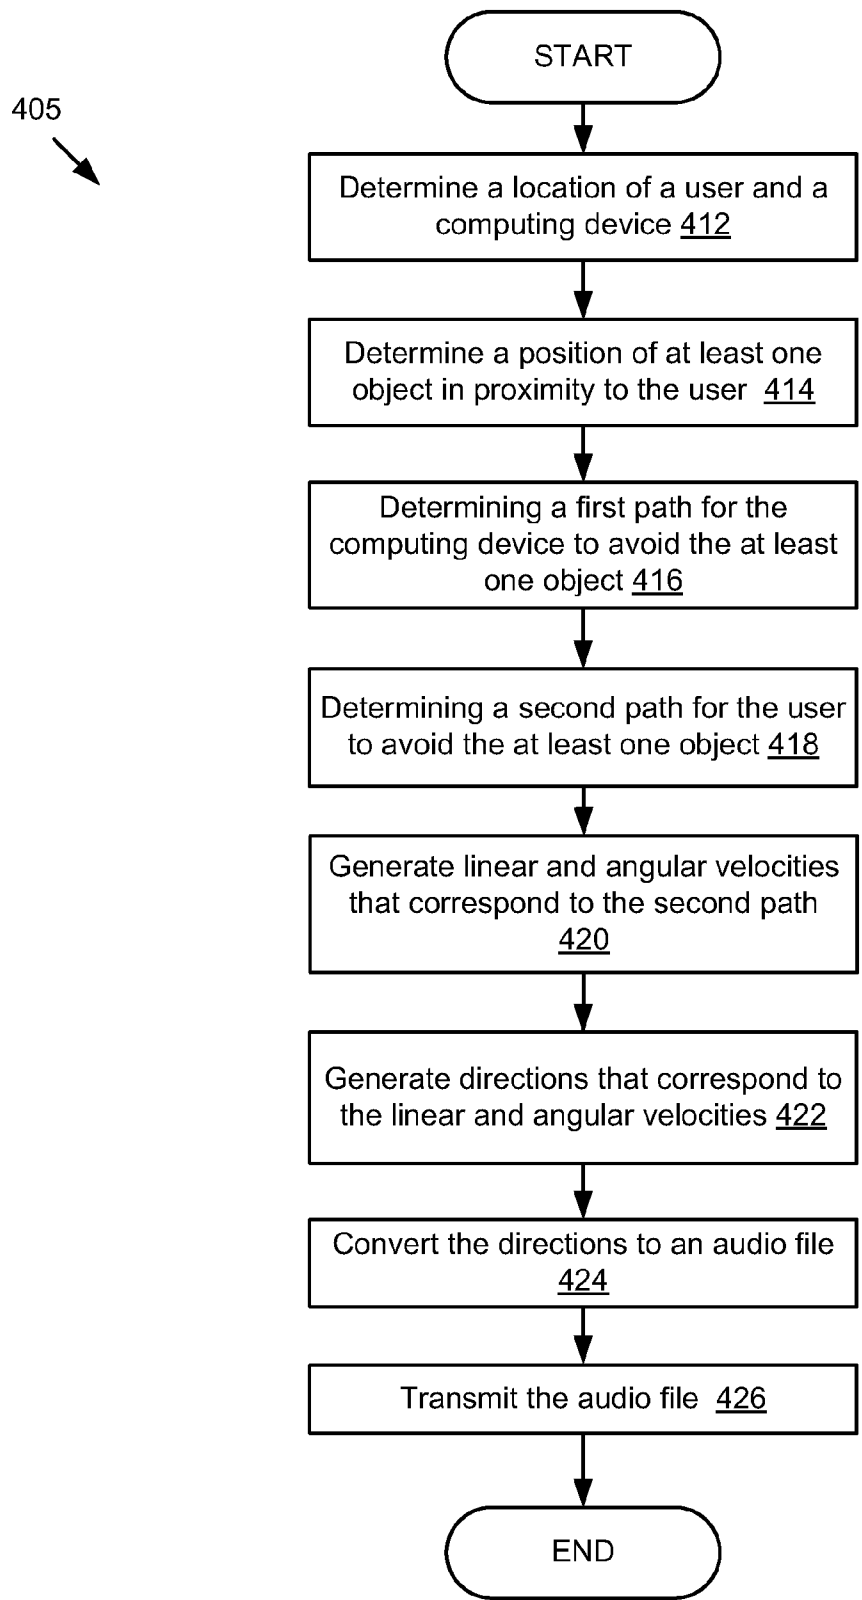 START
405
Determine a location of a user and a
computing device 412
Determine a position of at least one
object in proximity to the user 414
Determining a first path for the
computing device to avoid the at least
one object 416
Determining a second path for the user
to avoid the at least one object 418
Generate linear and angular velocities
that correspond to the second path
420
Generate directions that correspond to
the linear and angular velocities 422
Convert the directions to an audio file
424
Transmit the audio file 426
END